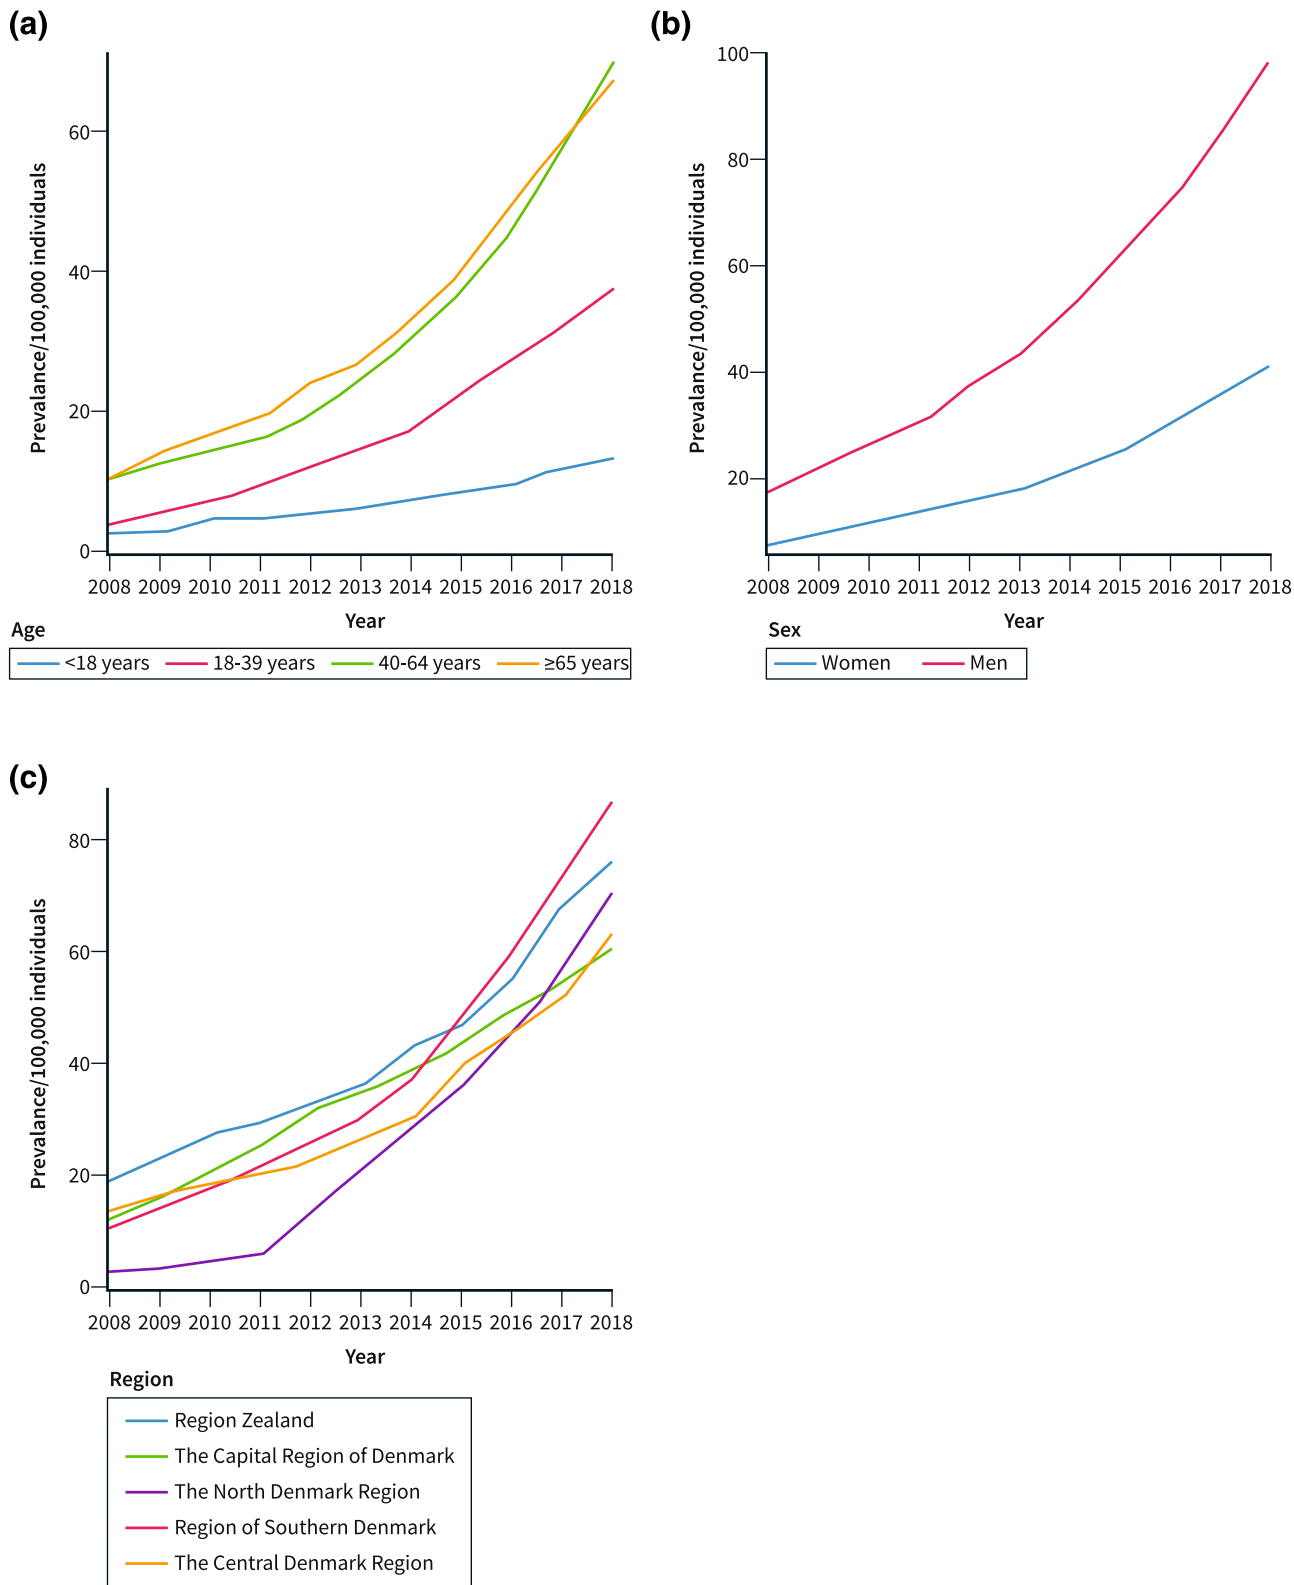 (a)
60
40
20
0
Prevalance/100,000 individuals
2008 2009 2010 2011 2012 2013 2014 2015 2016 2017 2018
Year
Age
<18 years 18-39 years 40-64 years ≥65 years
(b)
100
80
60
40
20
Prevalance/100,000 individuals
2008 2009 2010 2011 2012 2013 2014 2015 2016 2017 2018
Year
Sex
Women Men
(c)
80
60
40
20
0
Prevalance/100,000 individuals
2008 2009 2010 2011 2012 2013 2014 2015 2016 2017 2018
Year
Region
Region Zealand
The Capital Region of Denmark
The North Denmark Region
Region of Southern Denmark
The Central Denmark Region